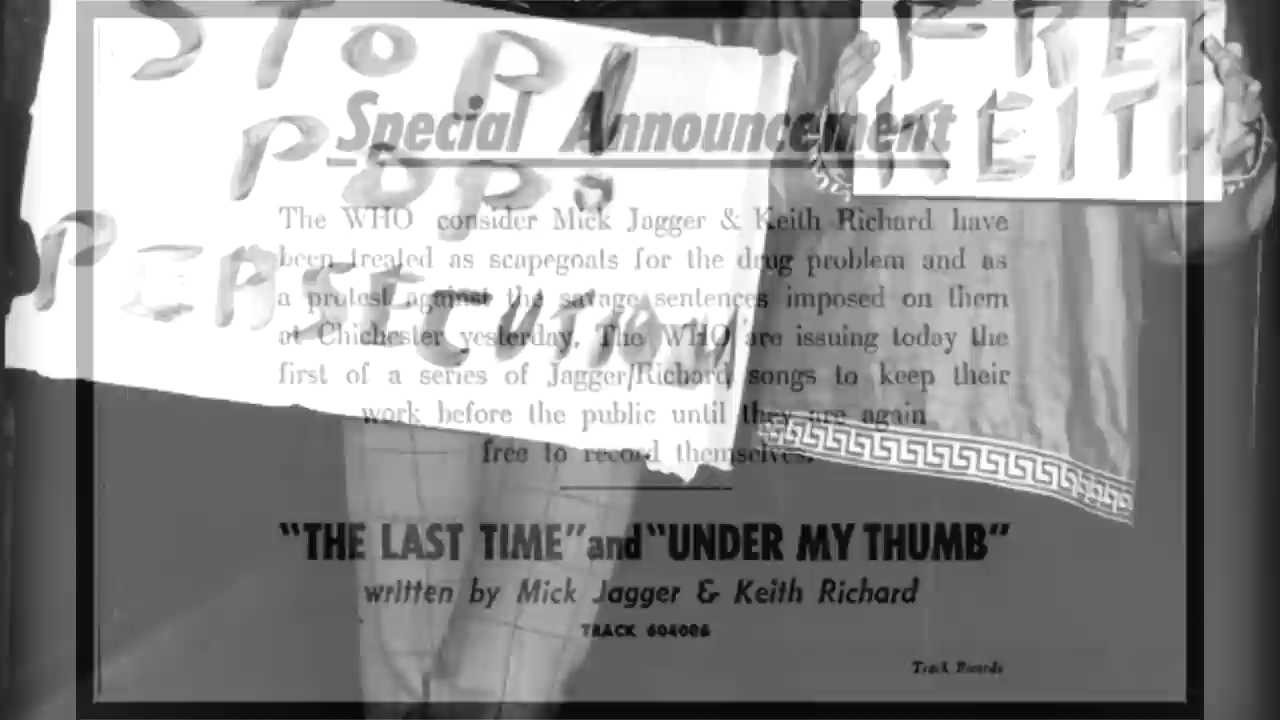 STOP!
POP.
PERSECUTION
FRE
KEITH
Special Announcement
The WHO consider Mick Jagger & Keith Richard have
been treated as scapegoats for the drug problem and as
a protest against the savage sentences imposed on them
at Chichester yesterday, The WHO are issuing today the
first of a series of Jagger/Richard songs to keep their
work before the public until they are again
free to record themselves.
"THE LAST TIME" and "UNDER MY THUMB"
written by Mick Jagger & Keith Richard
TRACK 604006
Track Records